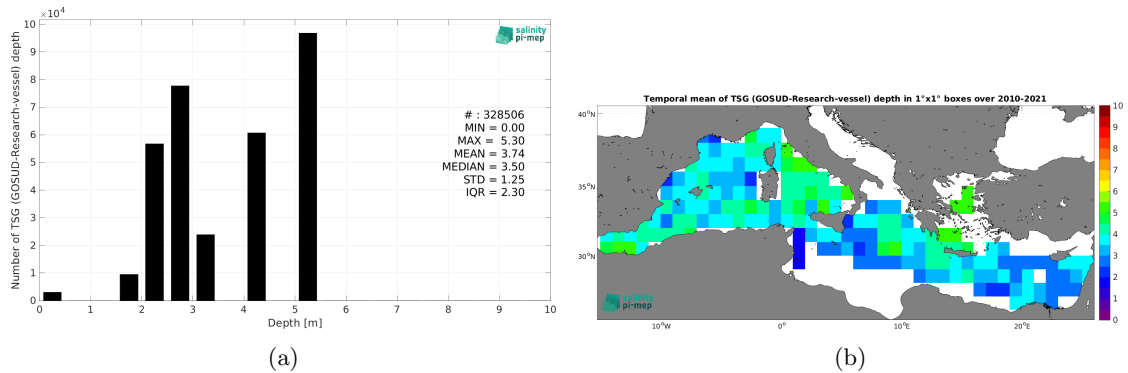 ×10⁴
10
9
8
7
6
5
4
3
2
1
0
Number of TSG (GOSUD-Research-vessel) depth
salinity
pi-mep
# : 328506
MIN = 0.00
MAX = 5.30
MEAN = 3.74
MEDIAN = 3.50
STD = 1.25
IQR = 2.30
0 1 2 3 4 5 6 7 8 9 10
Depth [m]
(a)
Temporal mean of TSG (GOSUD-Research-vessel) depth in 1°x1° boxes over 2010-2021
40°N
35°N
30°N
salinity
pi-mep
10°W 0° 10°E 20°E
10
9
8
7
6
5
4
3
2
1
0
(b)